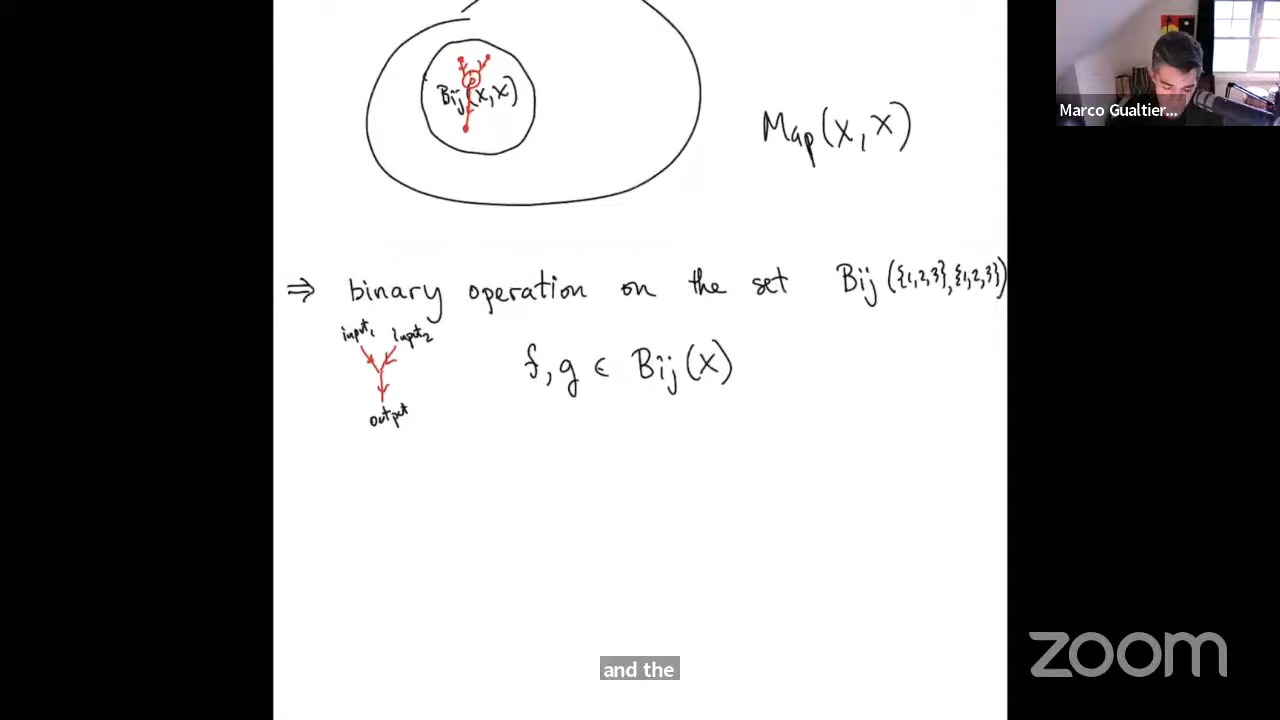 Marco Gualtier...
Bij(X,X)
Map(X,X)
⇒ binary operation on the set Bij({1,2,3},{1,2,3})
input1 input2
f,g ∈ Bij(X)
output
and the
zoom